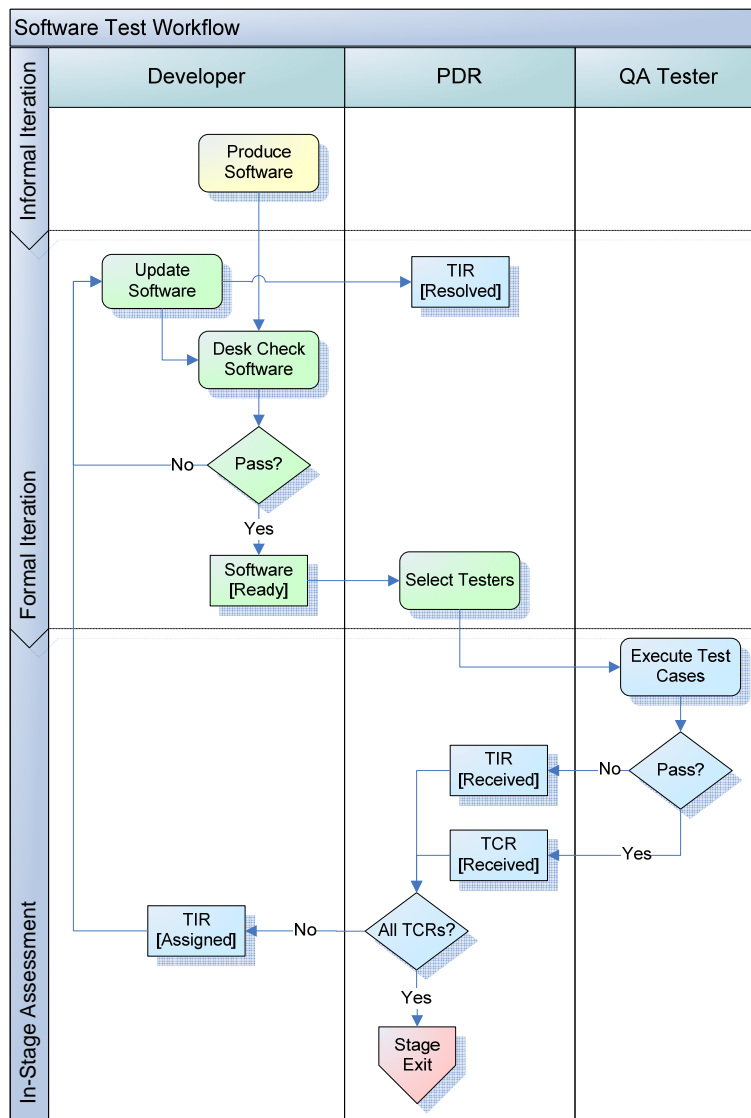 Software Test Workflow
Developer
PDR
QA Tester
Informal Iteration
Produce
Software
Formal Iteration
Update
Software
TIR
[Resolved]
Desk Check
Software
Pass?
No
Yes
Software
[Ready]
Select Testers
In-Stage Assessment
Execute Test
Cases
Pass?
No
TIR
[Received]
Yes
TCR
[Received]
All TCRs?
No
TIR
[Assigned]
Yes
Stage
Exit